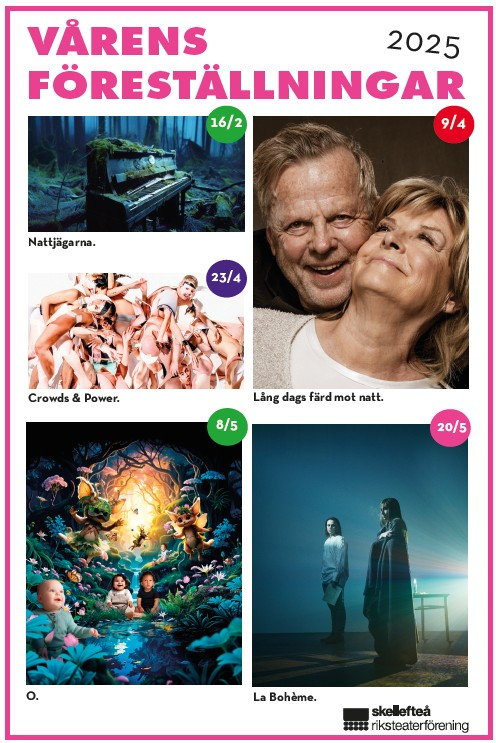 VÅRENS
2025
FÖRESTÄLLNINGAR
16/2
Nattjägarna.
9/4
Lång dags färd mot natt.
23/4
Crowds & Power.
8/5
O.
20/5
La Bohème.
skellefteå
riksteaterförening